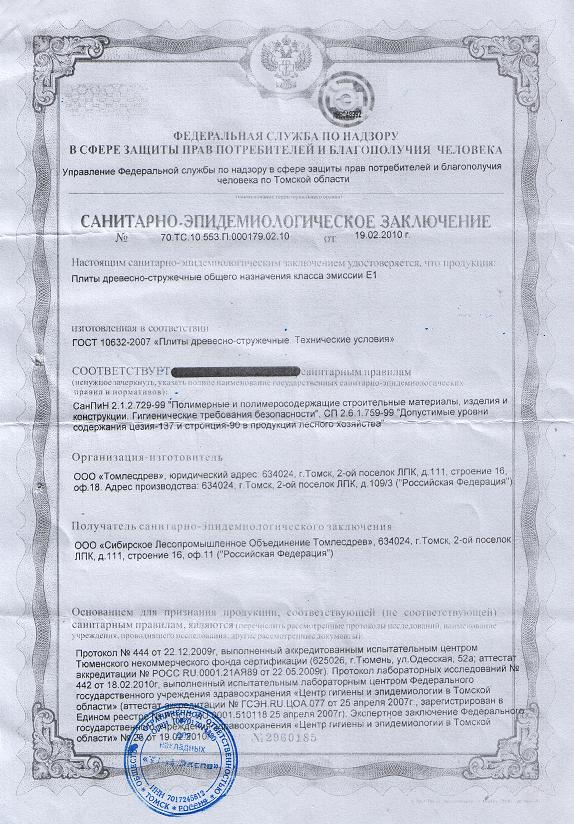 ФЕДЕРАЛЬНАЯ СЛУЖБА ПО НАДЗОРУ
В СФЕРЕ ЗАЩИТЫ ПРАВ ПОТРЕБИТЕЛЕЙ И БЛАГОПОЛУЧИЯ ЧЕЛОВЕКА
Управление Федеральной службы по надзору в сфере защиты прав потребителей и благополучия
человека по Томской области
(наименование территориального органа)
САНИТАРНО-ЭПИДЕМИОЛОГИЧЕСКОЕ ЗАКЛЮЧЕНИЕ
№ 70.ТС.10.553.П.000179.02.10 от 19.02.2010 г.
Настоящим санитарно-эпидемиологическим заключением удостоверяется, что продукция:
Плиты древесно-стружечные общего назначения класса эмиссии Е1
изготовленная в соответствии
ГОСТ 10632-2007 «Плиты древесно-стружечные. Технические условия»
СООТВЕТСТВУЕТ санитарным правилам
(ненужное зачеркнуть, указать полное наименование государственных санитарно-эпидемиологических
правил и нормативов):
СанПиН 2.1.2.729-99 "Полимерные и полимеросодержащие строительные материалы, изделия и
конструкции. Гигиенические требования безопасности", СП 2.6.1.759-99 "Допустимые уровни
содержания цезия-137 и стронция-90 в продукции лесного хозяйства"
Организация-изготовитель
ООО «Томлесдрев», юридический адрес: 634024, г.Томск, 2-ой поселок ЛПК, д.111, строение 16,
оф.18. Адрес производства: 634024, г.Томск, 2-ой поселок ЛПК, д.109/3 ("Российская Федерация")
Получатель санитарно-эпидемиологического заключения
ООО «Сибирское Лесопромышленное Объединение Томлесдрев», 634024, г.Томск, 2-ой поселок
ЛПК, д.111, строение 16, оф.11 ("Российская Федерация")
Основанием для признания продукции, соответствующей (не соответствующей)
санитарным правилам, являются (перечислить рассмотренные протоколы исследований, наименование
учреждения, проводившего исследования, другие рассмотренные документы):
Протокол № 444 от 22.12.2009г, выполненный аккредитованным испытательным центром
Тюменского некоммерческого фонда сертификации (625026, г.Тюмень, ул.Одесская, 52а; аттестат
аккредитации № РОСС RU.0001.21АЯ89 от 22.05.2009г). Протокол лабораторных исследований №
442 от 18.02.2010г, выполненный испытательным лабораторным центром Федерального
государственного учреждения здравоохранения «Центр гигиены и эпидемиологии в Томской
области» (аттестат аккредитации № ГСЭН.RU.ЦОА.077 от 25 апреля 2007г., зарегистрирован в
Едином реестре 0001.510118 25 апреля 2007г). Экспертное заключение Федерального
государственного учреждения здравоохранения «Центр гигиены и эпидемиологии в Томской
области» № 26 от 19.02.2010г.
№2960185
для
накладных
ТОМСК * РОССИЯ * ИНН 7017245612